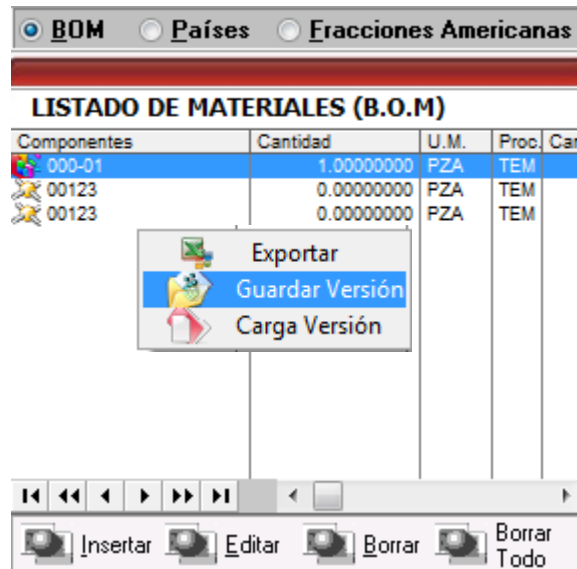 BOM Países Fracciones Americanas
LISTADO DE MATERIALES (B.O.M)
Componentes Cantidad U.M. Proc. Car
000-01 1.00000000 PZA TEM
00123 0.00000000 PZA TEM
00123 0.00000000 PZA TEM
Exportar
Guardar Versión
Carga Versión
Insertar Editar Borrar Borrar Todo